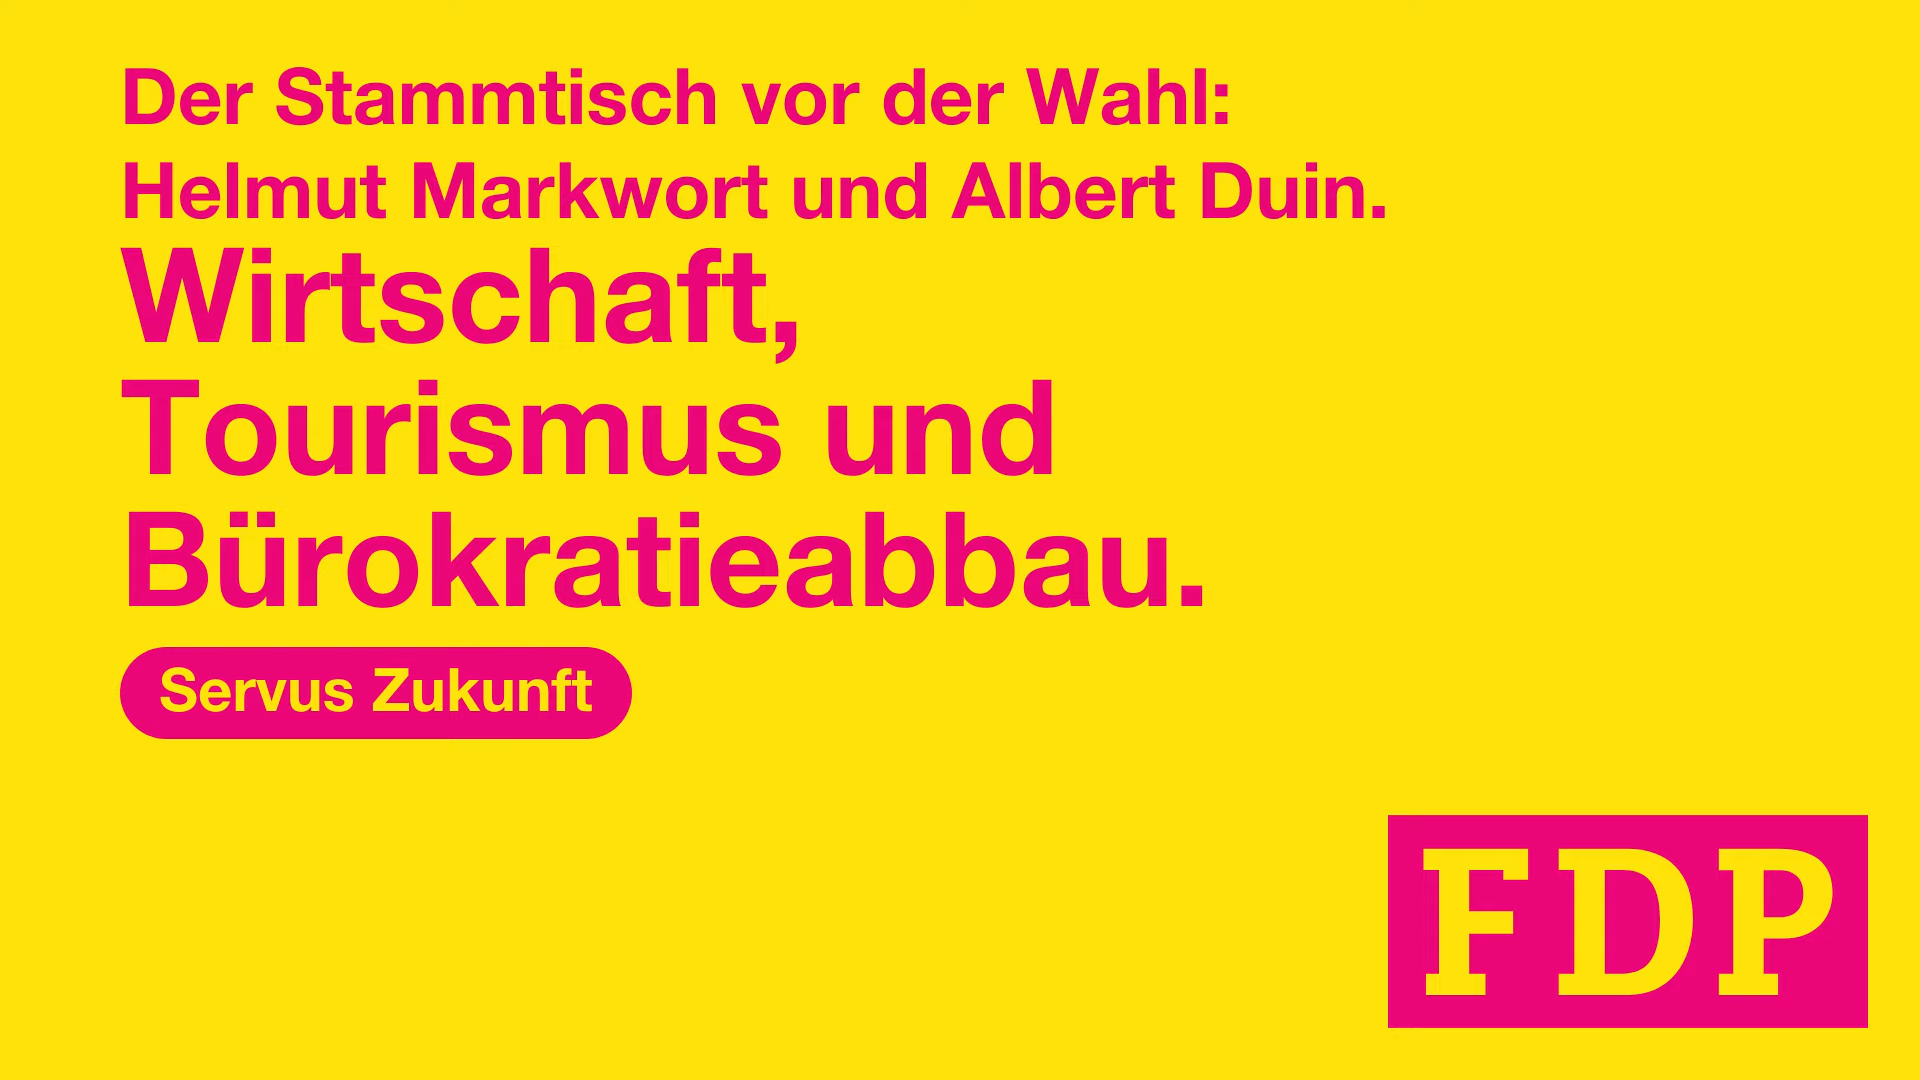 Der Stammtisch vor der Wahl:
Helmut Markwort und Albert Duin.
Wirtschaft,
Tourismus und
Bürokratieabbau.
Servus Zukunft
FDP